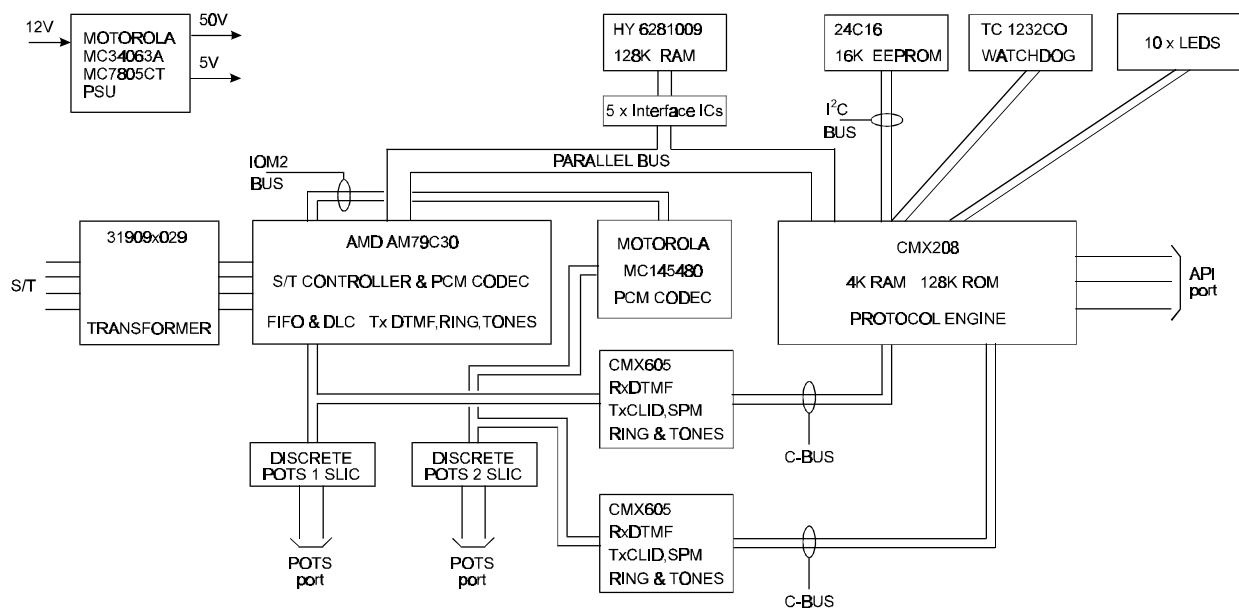 12V
50V
5V
MOTOROLA
MC34063A
MC7805CT
PSU
HY 6281009
128K RAM
24C16
16K EEPROM
TC 1232CO
WATCHDOG
10 x LEDS
5 x Interface ICs
I²C
BUS
IOM2
BUS
PARALLEL BUS
S/T
31909x029
TRANSFORMER
AMD AM79C30
S/T CONTROLLER & PCM CODEC
FIFO & DLC Tx DTMF,RING,TONES
MOTOROLA
MC145480
PCM CODEC
CMX208
4K RAM 128K ROM
PROTOCOL ENGINE
API
port
CMX605
RxDTMF
TxCLID,SPM
RING & TONES
C-BUS
DISCRETE
POTS 1 SLIC
DISCRETE
POTS 2 SLIC
CMX605
RxDTMF
TxCLID,SPM
RING & TONES
C-BUS
POTS
port
POTS
port